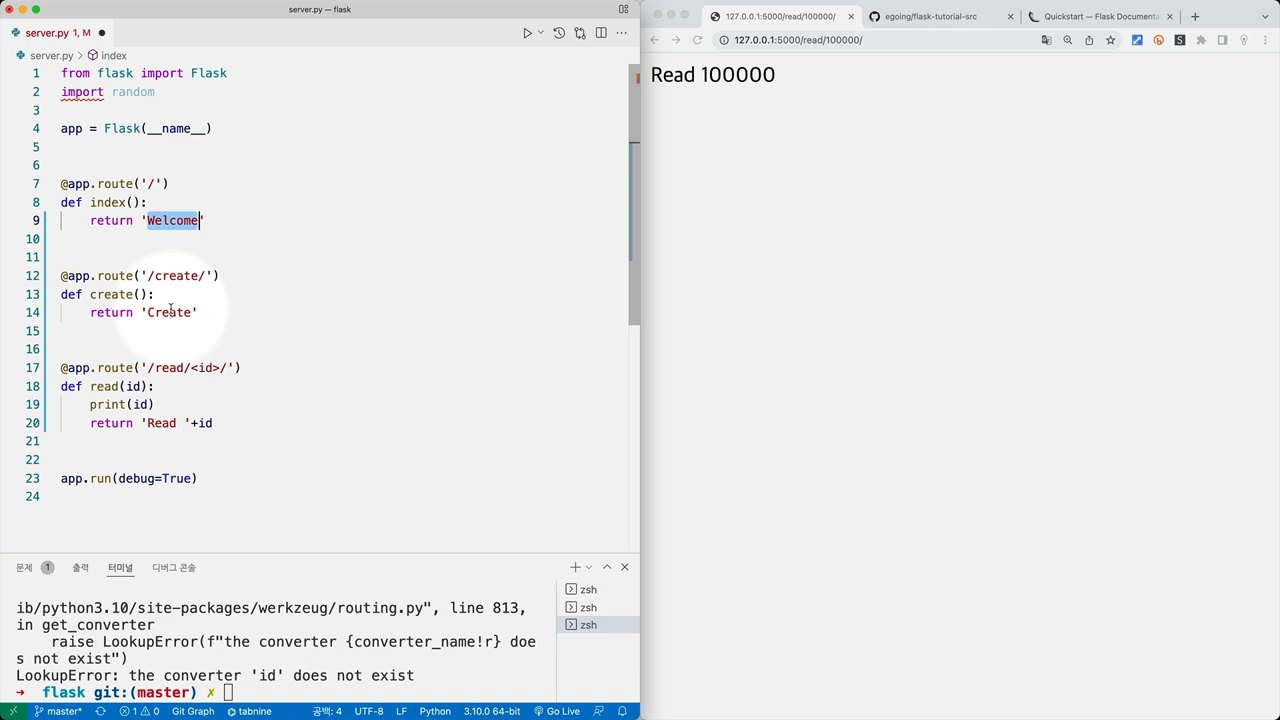 server.py — flask
server.py 1, M
server.py > index
1 from flask import Flask
2 import random
3
4 app = Flask(__name__)
5
6
7 @app.route('/')
8 def index():
9 return 'Welcome'
10
11
12 @app.route('/create/')
13 def create():
14 return 'Create'
15
16
17 @app.route('/read/<id>/')
18 def read(id):
19 print(id)
20 return 'Read '+id
21
22
23 app.run(debug=True)
24
문제 1 출력 터미널 디버그 콘솔
ib/python3.10/site-packages/werkzeug/routing.py", line 813,
in get_converter
raise LookupError(f"the converter {converter_name!r} doe
s not exist")
LookupError: the converter 'id' does not exist
→ flask git:(master) ✗
zsh
zsh
zsh
master* 1 0 Git Graph tabnine 공백: 4 UTF-8 LF Python 3.10.0 64-bit Go Live
127.0.0.1:5000/read/100000/ egoing/flask-tutorial-src Quickstart — Flask Documenta
127.0.0.1:5000/read/100000/
Read 100000